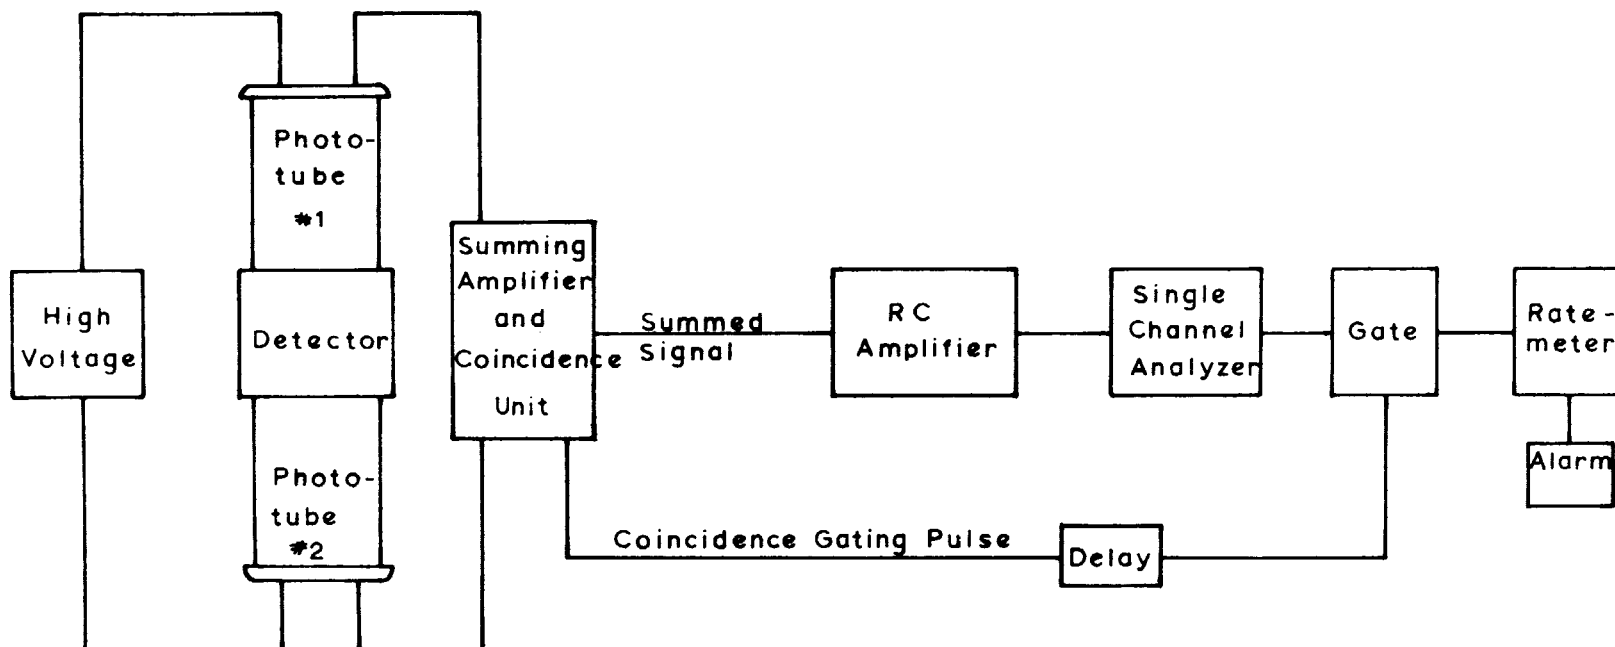 Photo-
tube
#1
High
Voltage
Detector
Photo-
tube
#2
Summing
Amplifier
and
Coincidence
Unit
Summed
Signal
RC
Amplifier
Single
Channel
Analyzer
Gate
Rate-
meter
Alarm
Coincidence Gating Pulse
Delay